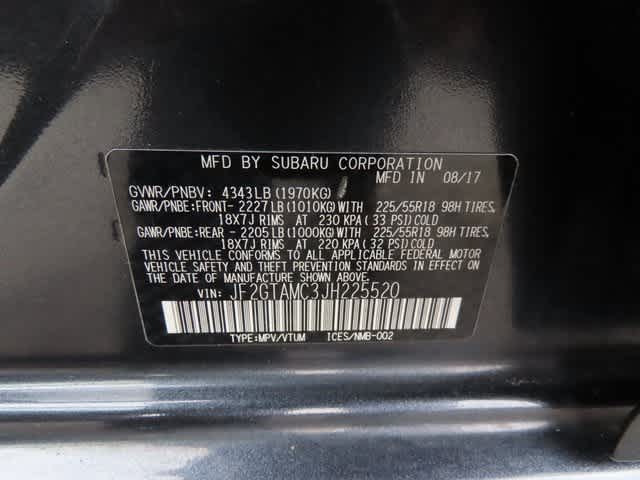 MFD BY SUBARU CORPORATION
MFD IN 08/17
GVWR/PNBV: 4343LB (1970KG)
GAWR/PNBE:FRONT- 2227LB (1010KG) WITH 225/55R18 98H TIRES,
18X7J RIMS AT 230 KPA (33 PSI) COLD
GAWR/PNBE:REAR - 2205LB (1000KG) WITH 225/55R18 98H TIRES,
18X7J RIMS AT 220 KPA (32 PSI) COLD
THIS VEHICLE CONFORMS TO ALL APPLICABLE FEDERAL MOTOR
VEHICLE SAFETY AND THEFT PREVENTION STANDARDS IN EFFECT ON
THE DATE OF MANUFACTURE SHOWN ABOVE.
VIN: JF2GTAMC3JH225520
TYPE:MPV/VTUM ICES/NMB-002